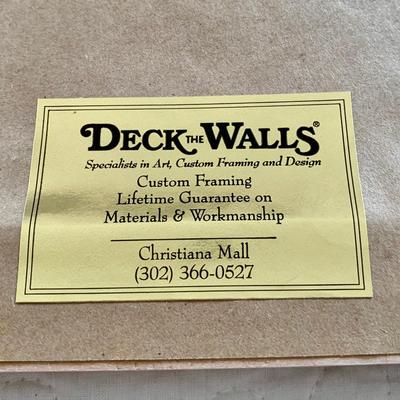 DECK THE WALLS®
Specialists in Art, Custom Framing and Design
Custom Framing
Lifetime Guarantee on
Materials & Workmanship
Christiana Mall
(302) 366-0527